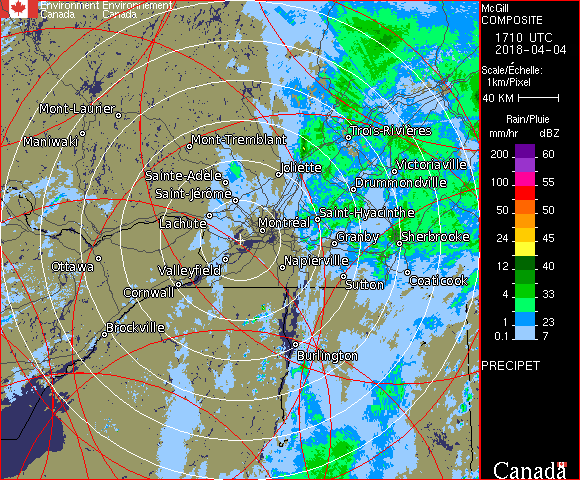 Environment Environnement
Canada Canada
McGill
COMPOSITE
1710 UTC
2018-04-04
Scale/Échelle:
1km/Pixel
40 KM
Rain/Pluie
mm/hr dBZ
200 60
100 55
50 50
24 45
12 40
4 33
1 23
0.1 7
PRECIPET
Canada
Mont-Laurier
Maniwaki
Mont-Tremblant
Trois-Rivières
Joliette
Victoriaville
Sainte-Adèle
Drummondville
Saint-Jérôme
Saint-Hyacinthe
Lachute
Montréal
Granby
Sherbrooke
Ottawa
Valleyfield
Napierville
Sutton
Coaticook
Cornwall
Brockville
Burlington